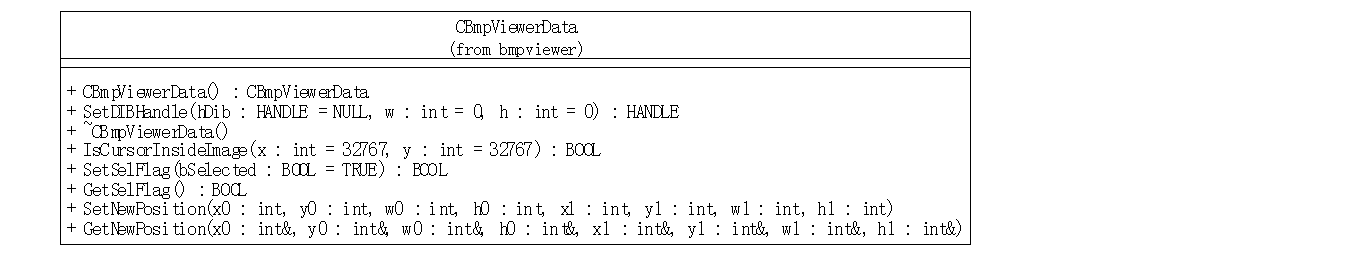 CBmpViewerData
(from bmpviewer)
+ CBmpViewerData() : CBmpViewerData
+ SetDIBHandle(hDib : HANDLE = NULL, w : int = 0, h : int = 0) : HANDLE
+ ~CBmpViewerData()
+ IsCursorInsideImage(x : int = 32767, y : int = 32767) : BOOL
+ SetSelFlag(bSelected : BOOL = TRUE) : BOOL
+ GetSelFlag() : BOOL
+ SetNewPosition(x0 : int, y0 : int, w0 : int, h0 : int, x1 : int, y1 : int, w1 : int, h1 : int)
+ GetNewPosition(x0 : int&, y0 : int&, w0 : int&, h0 : int&, x1 : int&, y1 : int&, w1 : int&, h1 : int&)